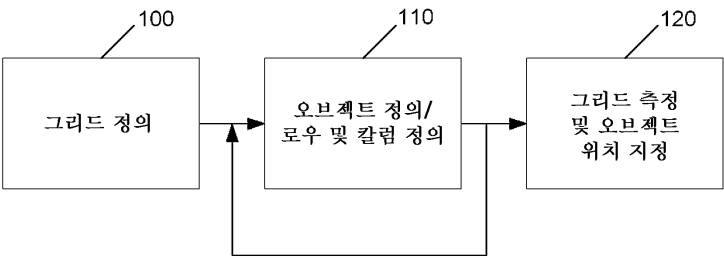 100
110
120
그리드 정의
오브젝트 정의/
로우 및 칼럼 정의
그리드 측정
및 오브젝트
위치 지정